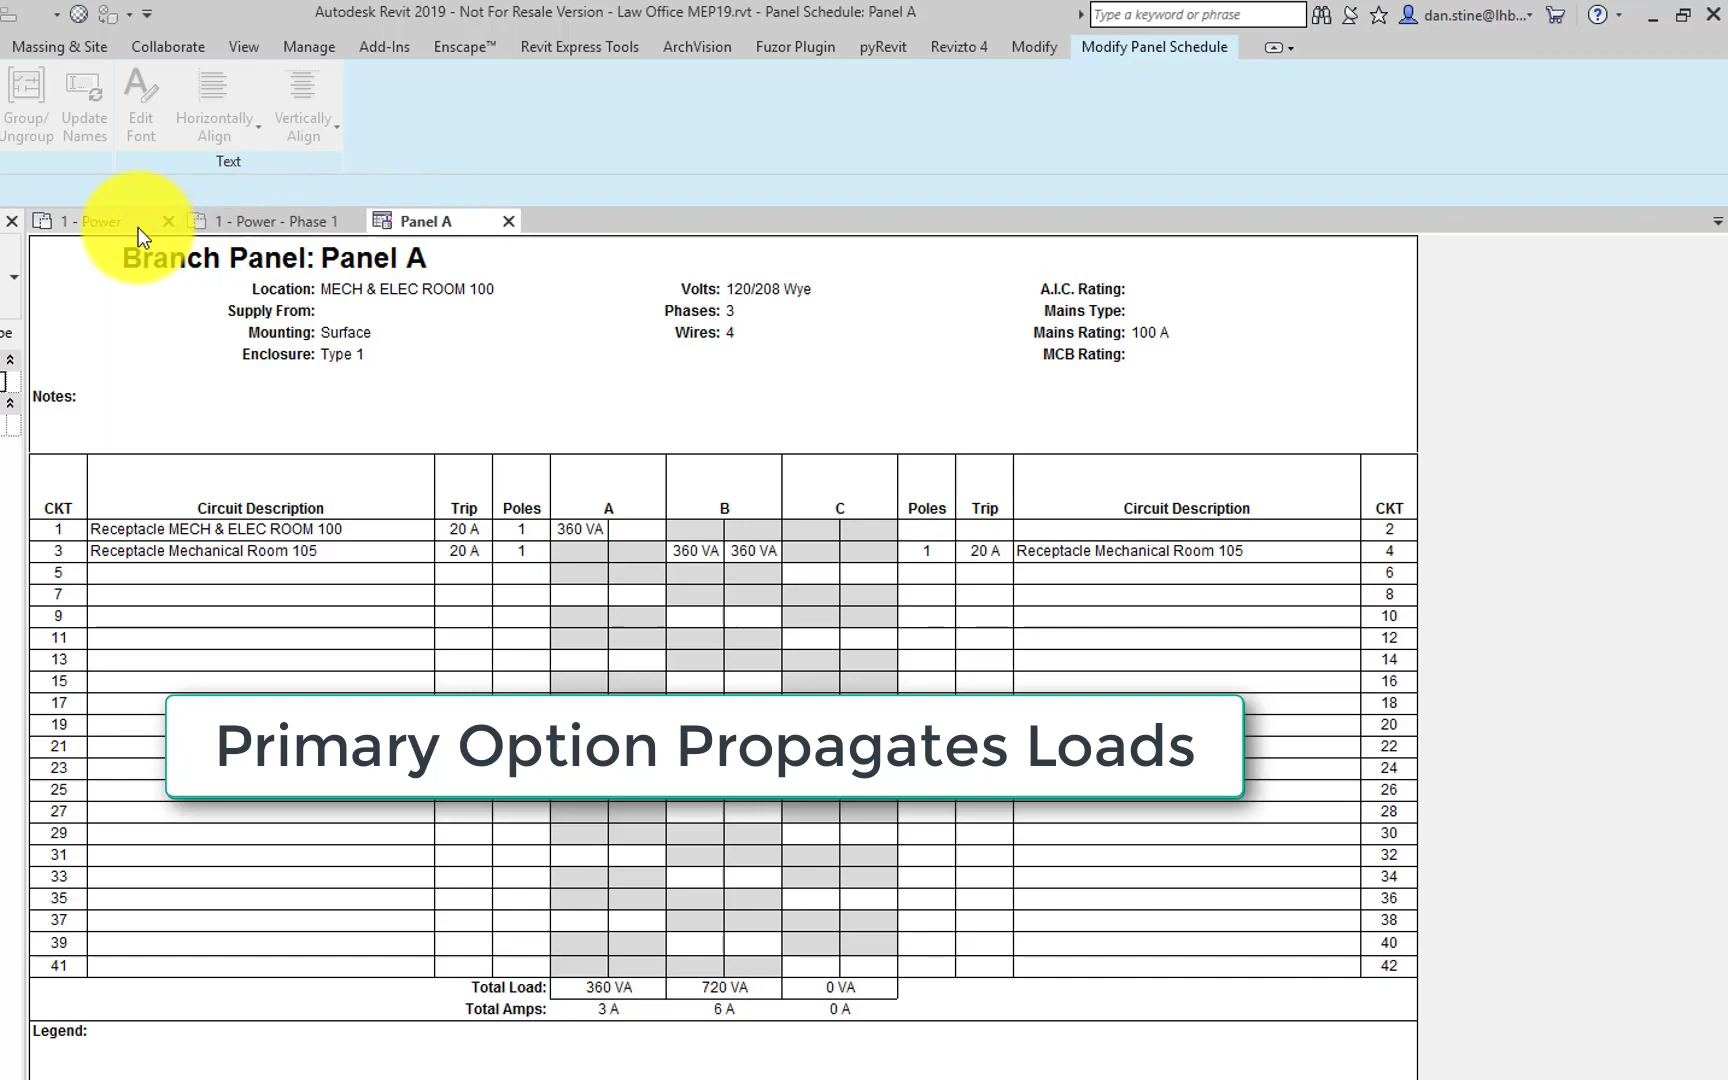 Autodesk Revit 2019 - Not For Resale Version - Law Office MEP19.rvt - Panel Schedule: Panel A
Type a keyword or phrase
dan.stine@lhb...
Massing & Site Collaborate View Manage Add-Ins Enscape™ Revit Express Tools ArchVision Fuzor Plugin pyRevit Revizto 4 Modify Modify Panel Schedule
Group/ Update Edit Horizontally Vertically
Ungroup Names Font Align Align
Text
1 - Power 1 - Power - Phase 1 Panel A
Branch Panel: Panel A
Location: MECH & ELEC ROOM 100 Volts: 120/208 Wye A.I.C. Rating:
Supply From: Phases: 3 Mains Type:
Mounting: Surface Wires: 4 Mains Rating: 100 A
Enclosure: Type 1 MCB Rating:
Notes:
CKT Circuit Description Trip Poles A B C Poles Trip Circuit Description CKT
1 Receptacle MECH & ELEC ROOM 100 20 A 1 360 VA 2
3 Receptacle Mechanical Room 105 20 A 1 360 VA 360 VA 1 20 A Receptacle Mechanical Room 105 4
5 6
7 8
9 10
11 12
13 14
15 16
17 18
19 20
21 22
23 24
25 26
27 28
29 30
31 32
33 34
35 36
37 38
39 40
41 42
Primary Option Propagates Loads
Total Load: 360 VA 720 VA 0 VA
Total Amps: 3 A 6 A 0 A
Legend: